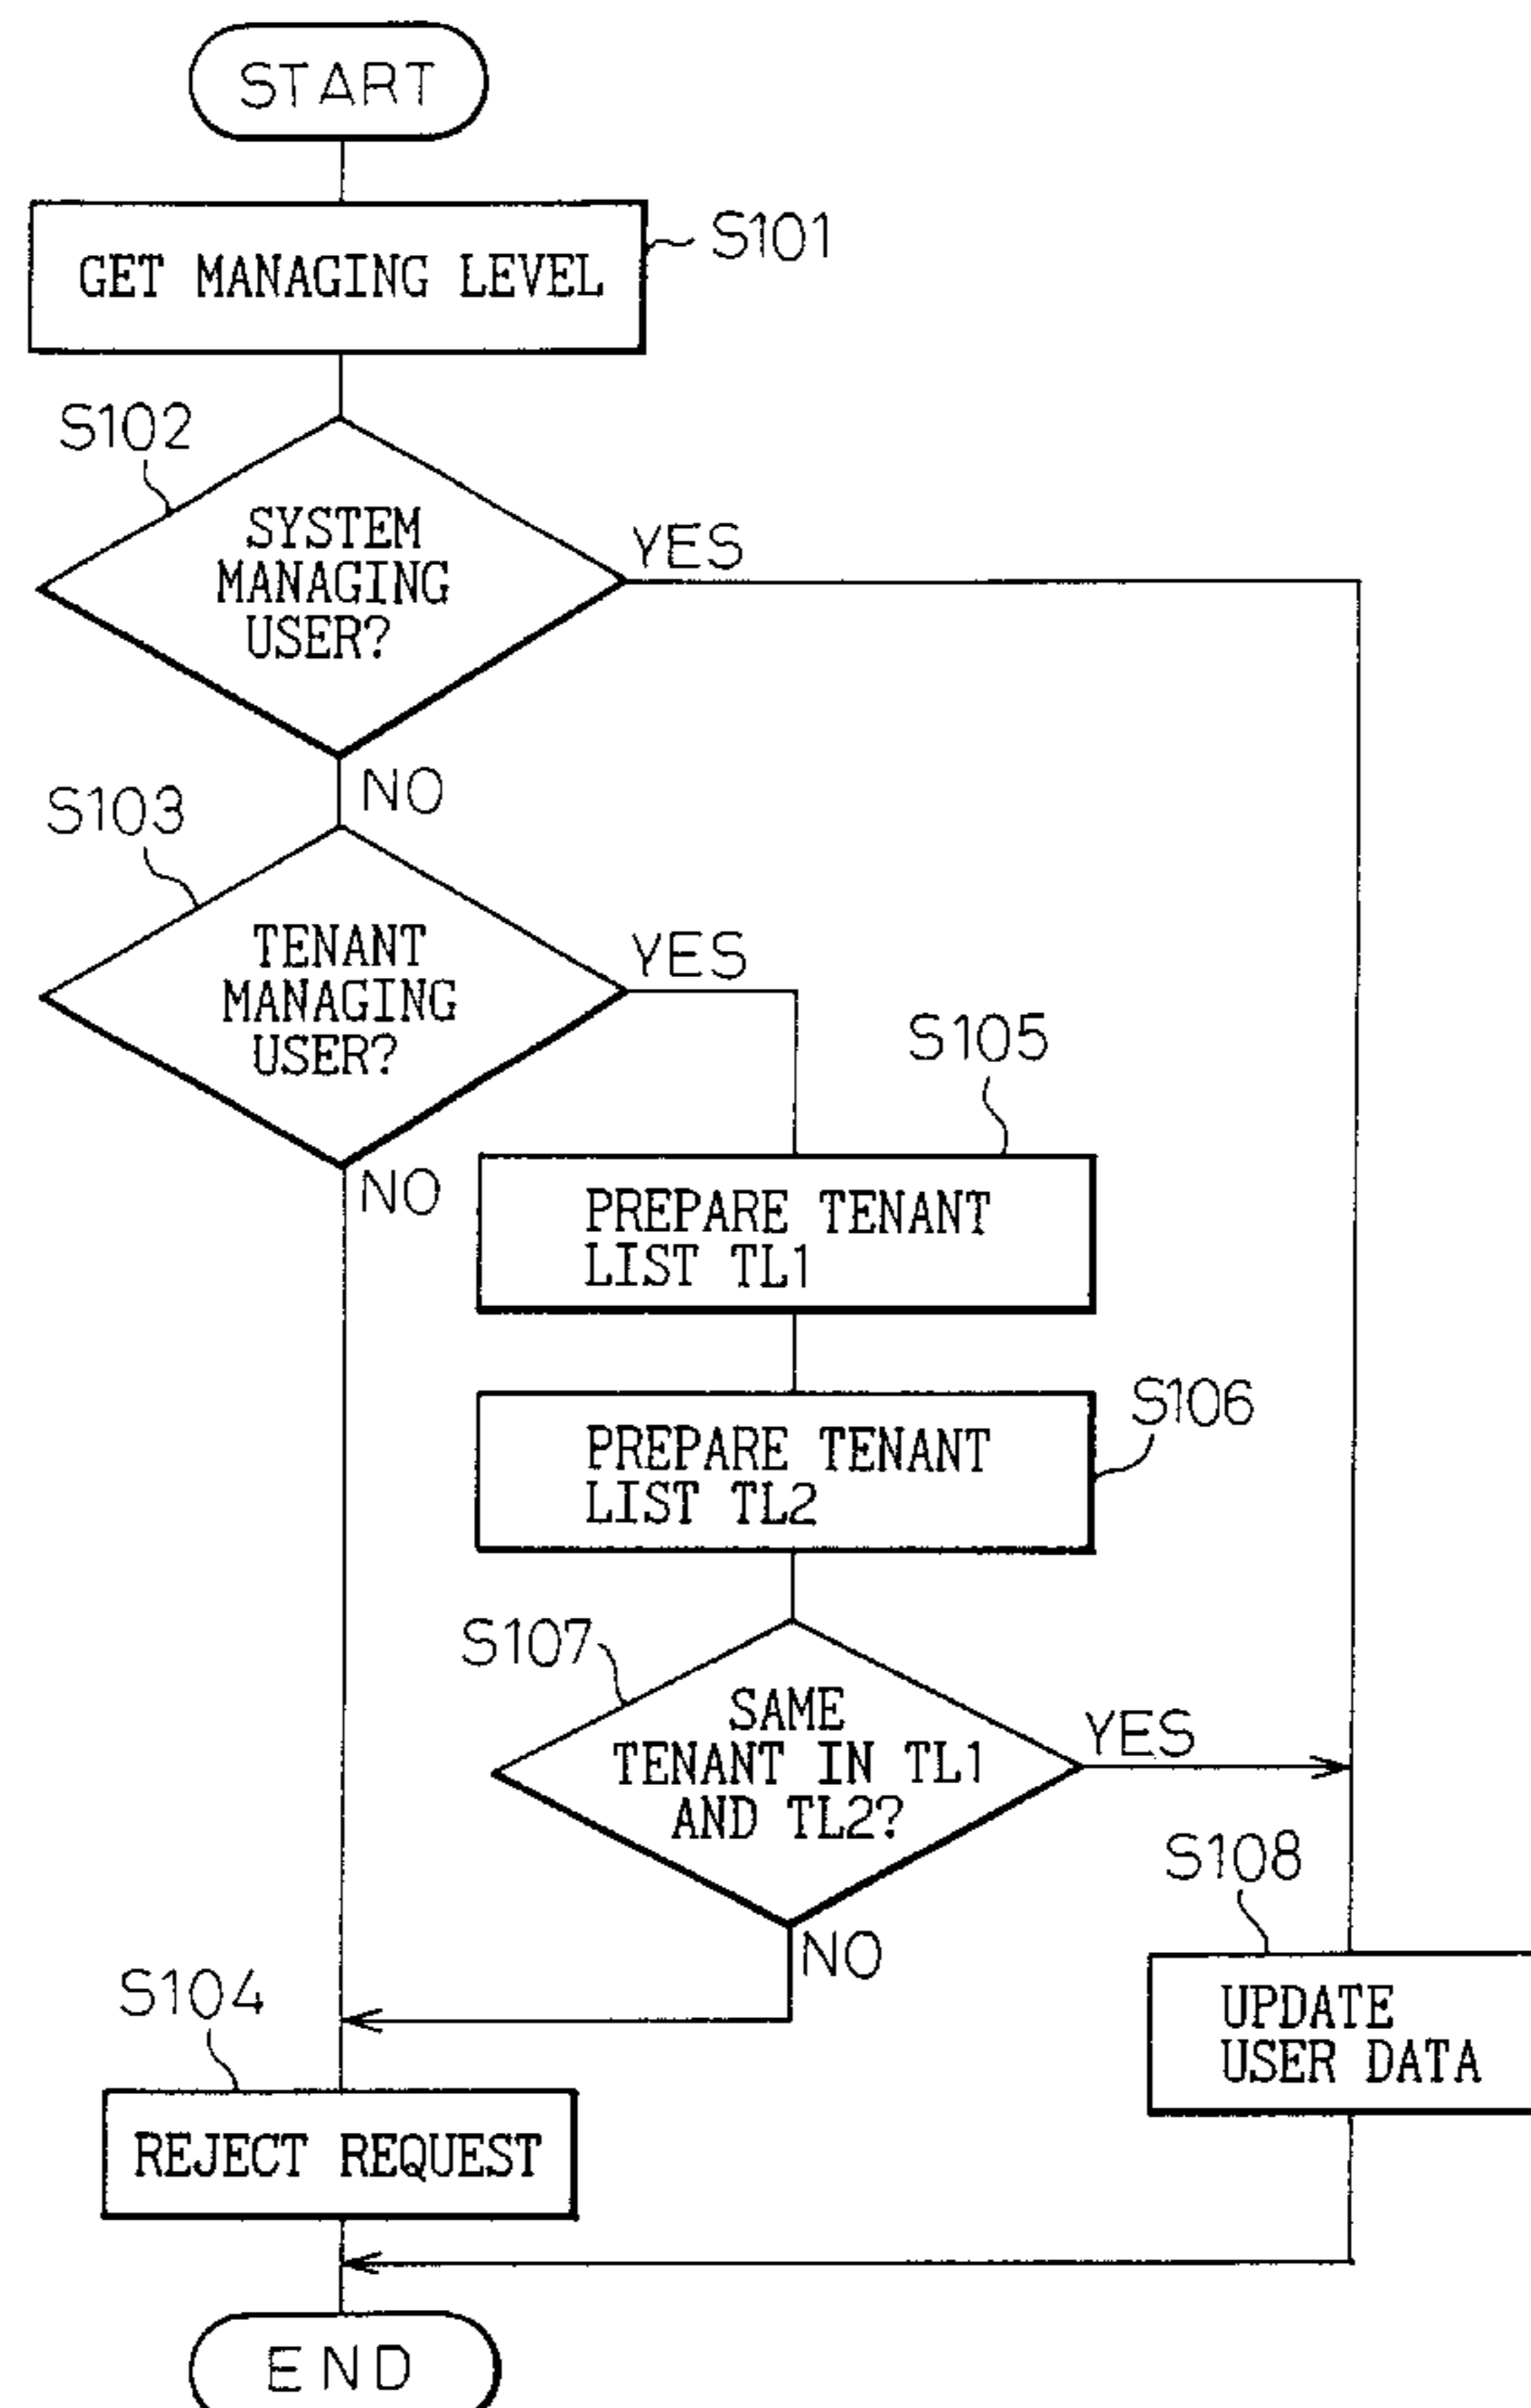 START
GET MANAGING LEVEL
S101
S102
SYSTEM
MANAGING
USER?
YES
NO
S103
TENANT
MANAGING
USER?
YES
NO
S105
PREPARE TENANT
LIST TL1
PREPARE TENANT
LIST TL2
S106
S107
SAME
TENANT IN TL1
AND TL2?
YES
NO
S108
UPDATE
USER DATA
S104
REJECT REQUEST
END